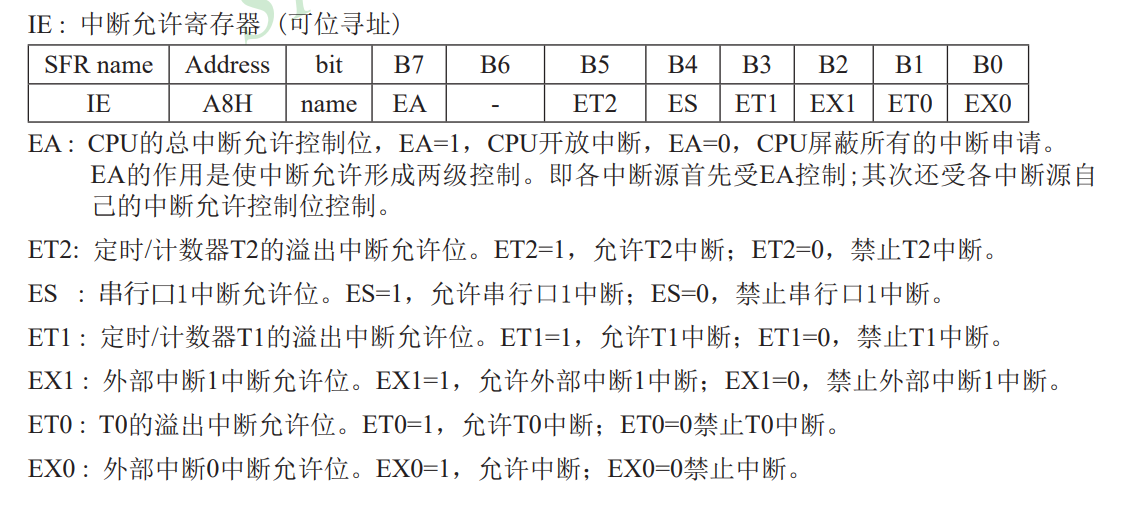 IE : 中断允许寄存器 (可位寻址)
SFR name Address bit B7 B6 B5 B4 B3 B2 B1 B0
IE A8H name EA - ET2 ES ET1 EX1 ET0 EX0
EA : CPU的总中断允许控制位，EA=1，CPU开放中断，EA=0，CPU屏蔽所有的中断申请。
EA的作用是使中断允许形成两级控制。即各中断源首先受EA控制;其次还受各中断源自
己的中断允许控制位控制。
ET2: 定时/计数器T2的溢出中断允许位。ET2=1，允许T2中断；ET2=0，禁止T2中断。
ES : 串行口1中断允许位。ES=1，允许串行口1中断；ES=0，禁止串行口1中断。
ET1 : 定时/计数器T1的溢出中断允许位。ET1=1，允许T1中断；ET1=0，禁止T1中断。
EX1 : 外部中断1中断允许位。EX1=1，允许外部中断1中断；EX1=0，禁止外部中断1中断。
ET0 : T0的溢出中断允许位。ET0=1，允许T0中断；ET0=0禁止T0中断。
EX0 : 外部中断0中断允许位。EX0=1，允许中断；EX0=0禁止中断。